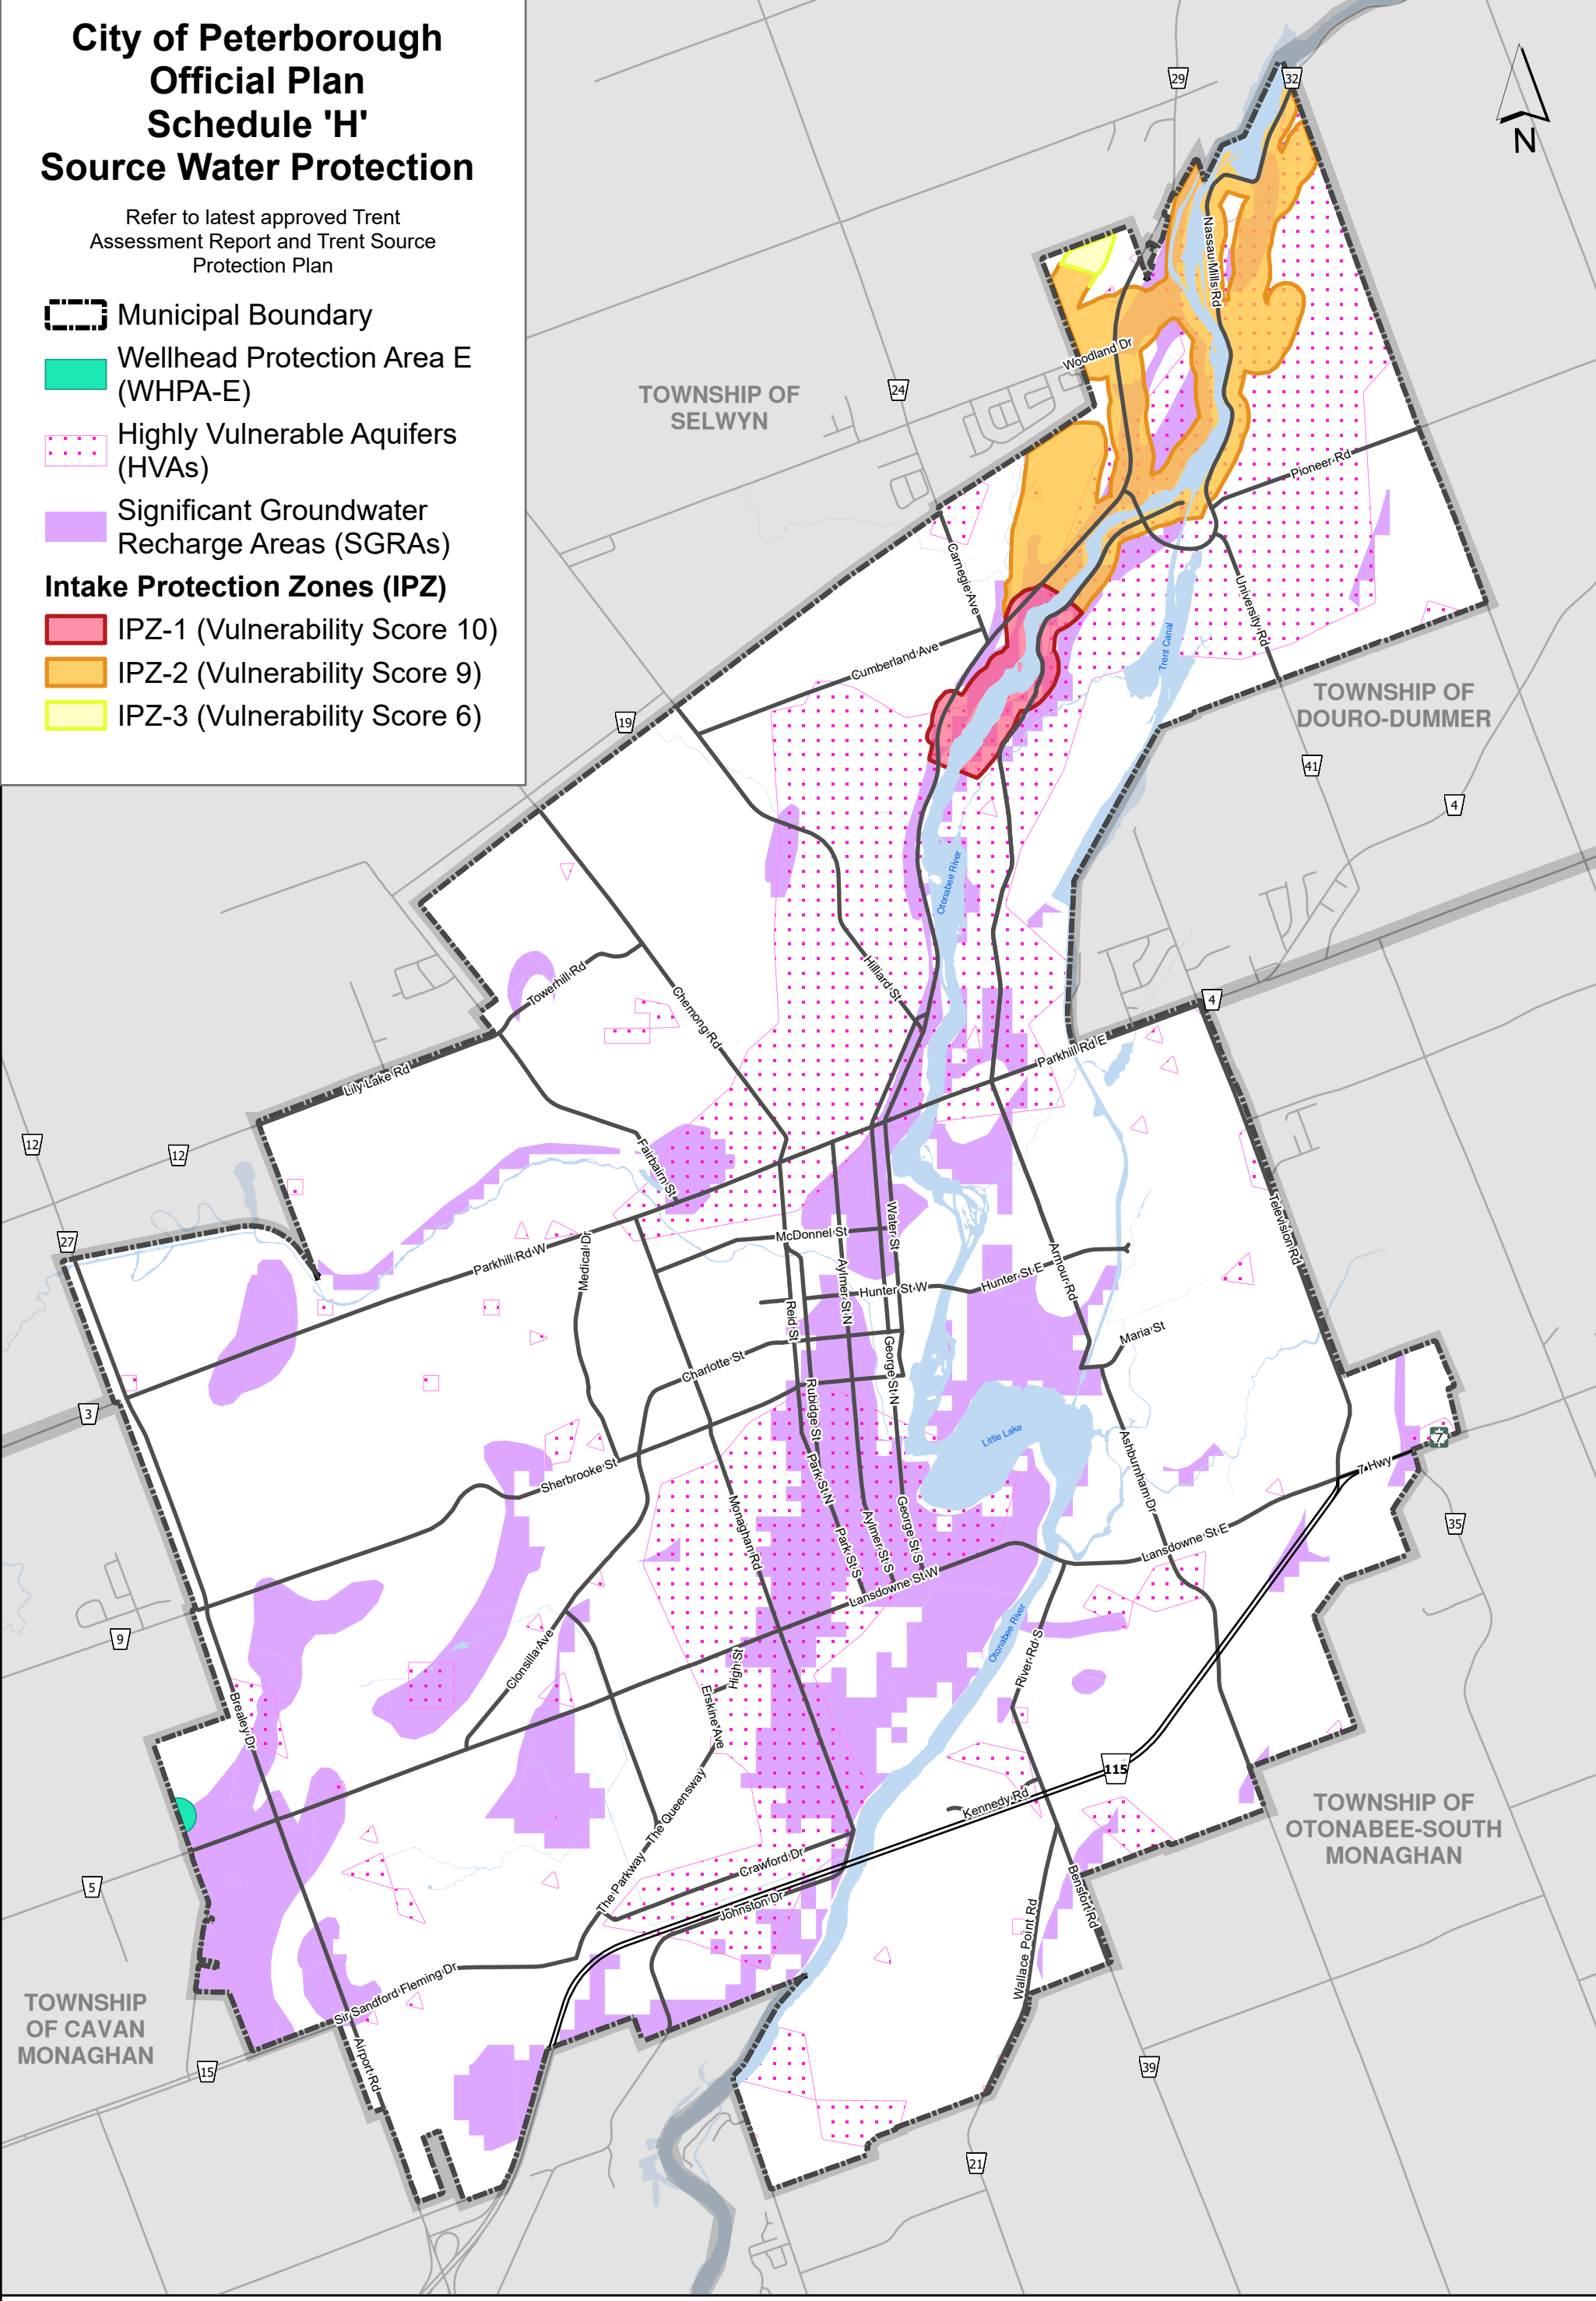 City of Peterborough
Official Plan
Schedule 'H'
Source Water Protection
Refer to latest approved Trent
Assessment Report and Trent Source
Protection Plan
Municipal Boundary
Wellhead Protection Area E
(WHPA-E)
Highly Vulnerable Aquifers
(HVAs)
Significant Groundwater
Recharge Areas (SGRAs)
Intake Protection Zones (IPZ)
IPZ-1 (Vulnerability Score 10)
IPZ-2 (Vulnerability Score 9)
IPZ-3 (Vulnerability Score 6)
29
32
N
Nassau Mills Rd
Woodland Dr
TOWNSHIP OF
SELWYN
24
Pioneer Rd
Carnegie Ave
University Rd
Trent Canal
Cumberland Ave
TOWNSHIP OF
DOURO-DUMMER
19
41
4
Otonabee River
Hilliard St
Towerhill Rd
Chemong Rd
4
Parkhill Rd E
Lily Lake Rd
12
12
Fairbairn St
27
Television Rd
Water St
McDonnel St
Medical Dr
Parkhill Rd W
Armour Rd
Aylmer St N
Hunter St W
Hunter St E
Reid St
Maria St
George St N
Charlotte St
3
Rubidge St
Little Lake
7
7 Hwy
Ashburnham Dr
Sherbrooke St
Park St N
Monaghan Rd
George St S
Aylmer St S
Park St S
35
Lansdowne St E
Lansdowne St W
9
Otonabee River
River Rd S
Clonsilla Ave
High St
Erskine Ave
Brealey Dr
115
Kennedy Rd
The Queensway
TOWNSHIP OF
OTONABEE-SOUTH
MONAGHAN
Crawford Dr
5
The Parkway
Johnston Dr
Bensfort Rd
Wallace Point Rd
Sir Sandford Fleming Dr
TOWNSHIP
OF CAVAN
MONAGHAN
Airport Rd
15
39
21